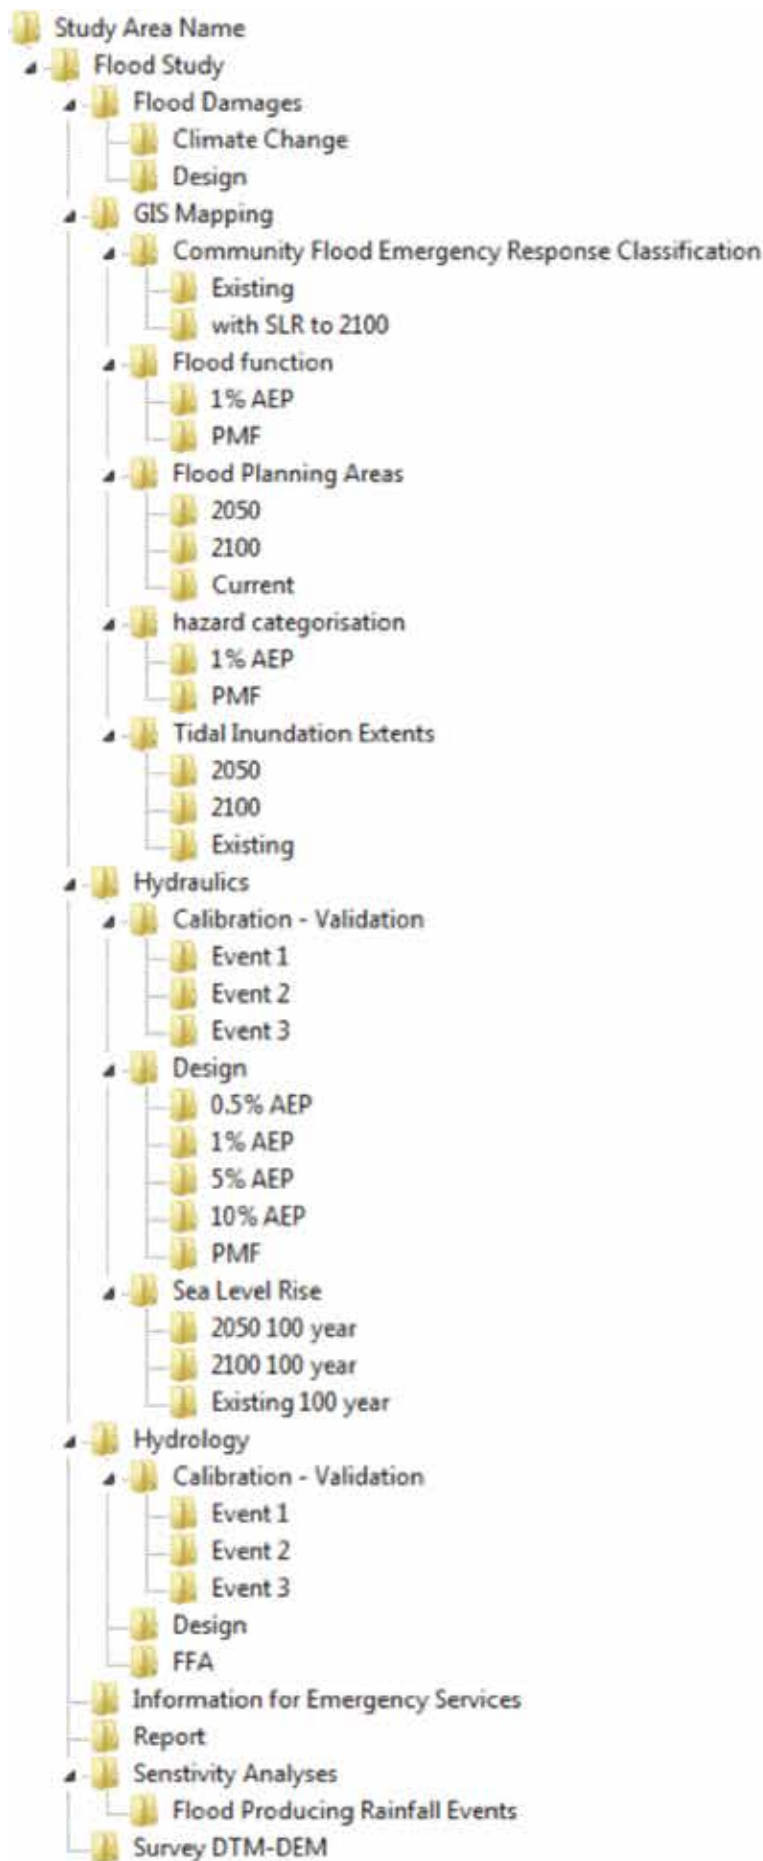 Study Area Name
Flood Study
Flood Damages
Climate Change
Design
GIS Mapping
Community Flood Emergency Response Classification
Existing
with SLR to 2100
Flood function
1% AEP
PMF
Flood Planning Areas
2050
2100
Current
hazard categorisation
1% AEP
PMF
Tidal Inundation Extents
2050
2100
Existing
Hydraulics
Calibration - Validation
Event 1
Event 2
Event 3
Design
0.5% AEP
1% AEP
5% AEP
10% AEP
PMF
Sea Level Rise
2050 100 year
2100 100 year
Existing 100 year
Hydrology
Calibration - Validation
Event 1
Event 2
Event 3
Design
FFA
Information for Emergency Services
Report
Senstivity Analyses
Flood Producing Rainfall Events
Survey DTM-DEM